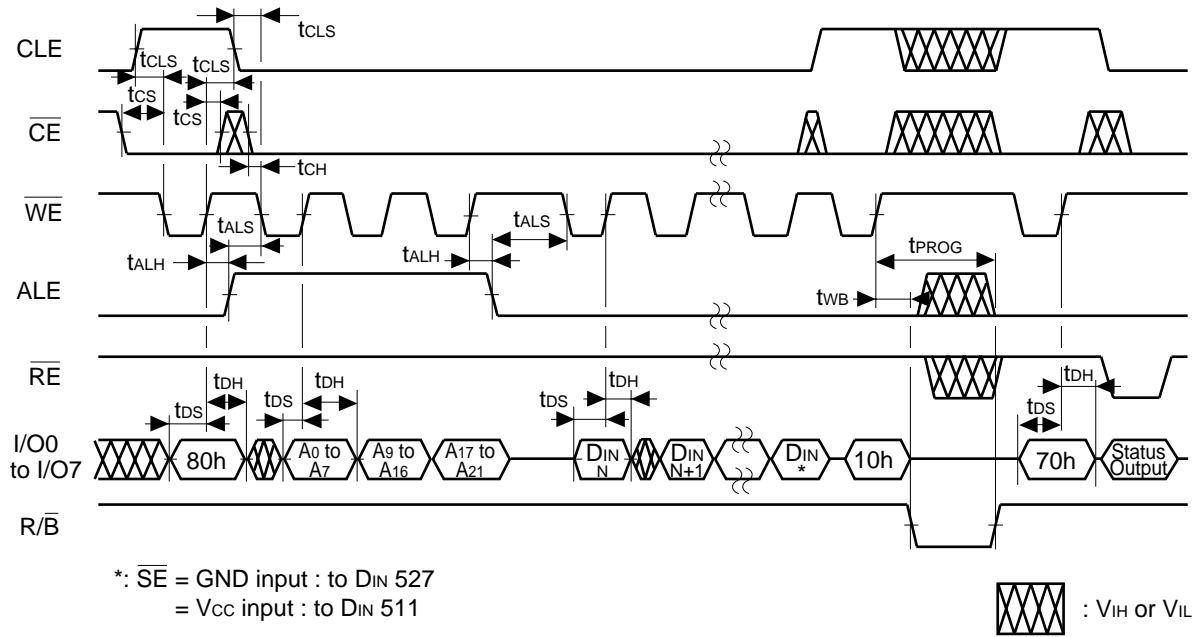 tCLS
CLE
tCLS tCLS
tCS
tCS
CE
tCH
WE
tALS tALS
tALH tALH tPROG
ALE
tWB
RE
tDH tDH tDH tDH
tDS tDS tDS tDS
I/O0
to I/O7
80h
A0 to
A7
A9 to
A16
A17 to
A21
DIN
N
DIN
N+1
DIN
*
10h
70h
Status
Output
R/B
*: SE = GND input : to DIN 527
= VCC input : to DIN 511
: VIH or VIL